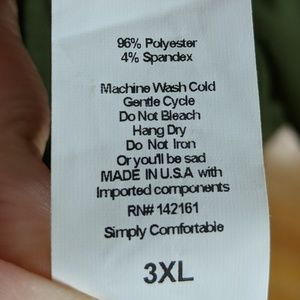 96% Polyester
4% Spandex
Machine Wash Cold
Gentle Cycle
Do Not Bleach
Hang Dry
Do Not Iron
Or you'll be sad
MADE IN U.S.A with
Imported components
RN# 142161
Simply Comfortable
3XL